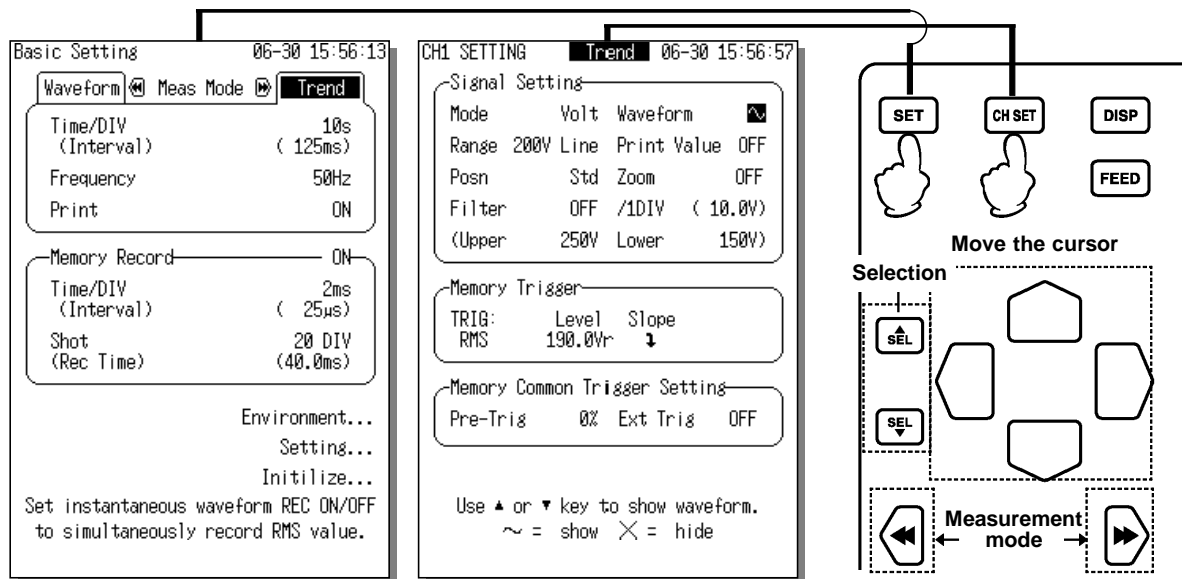 Basic Setting 06-30 15:56:13
Waveform Meas Mode Trend
Time/DIV 10s
(Interval) ( 125ms)
Frequency 50Hz
Print ON
Memory Record ON
Time/DIV 2ms
(Interval) ( 25µs)
Shot 20 DIV
(Rec Time) (40.0ms)
Environment...
Setting...
Initilize...
Set instantaneous waveform REC ON/OFF
to simultaneously record RMS value.
CH1 SETTING Trend 06-30 15:56:57
Signal Setting
Mode Volt Waveform
Range 200V Line Print Value OFF
Posn Std Zoom OFF
Filter OFF /1DIV ( 10.0V)
(Upper 250V Lower 150V)
Memory Trigger
TRIG: Level Slope
RMS 190.0Vr
Memory Common Trigger Setting
Pre-Trig 0% Ext Trig OFF
Use ▲ or ▼ key to show waveform.
~ = show × = hide
SET CH SET DISP
FEED
Move the cursor
Selection
SEL
SEL
Measurement
mode